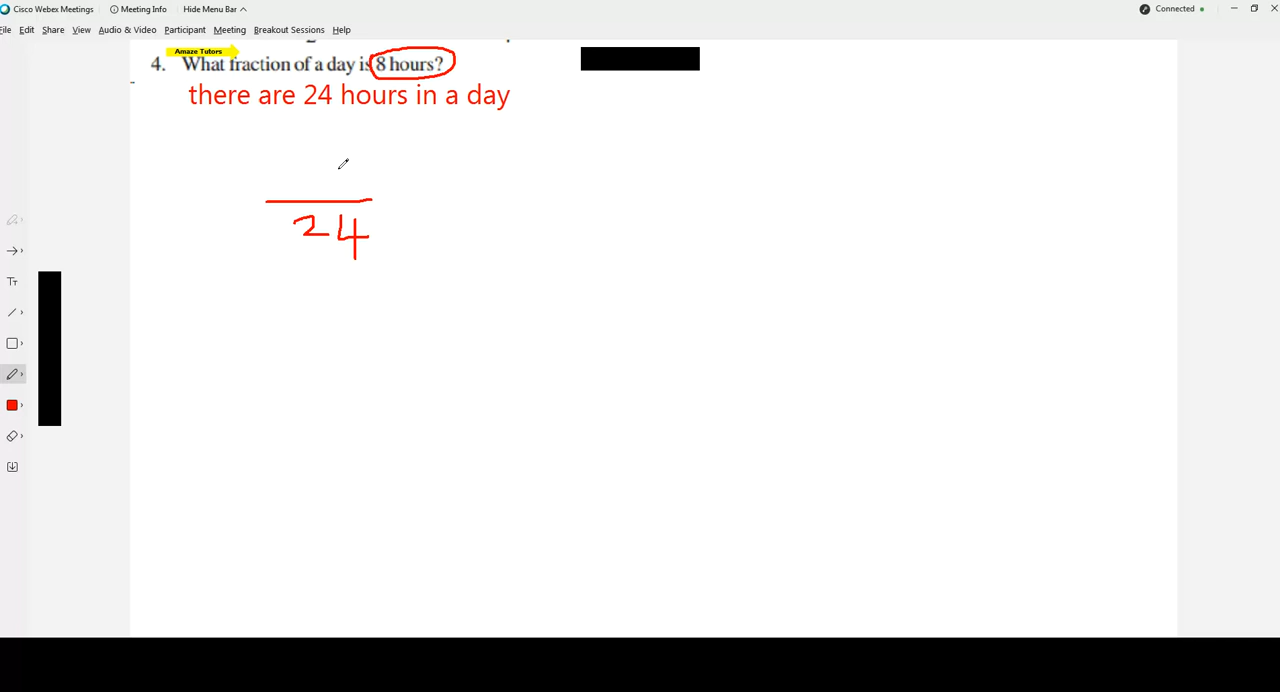 Cisco Webex Meetings Meeting Info Hide Menu Bar Connected
File Edit Share View Audio & Video Participant Meeting Breakout Sessions Help
Amaze Tutors
4. What fraction of a day is 8 hours?
there are 24 hours in a day
24